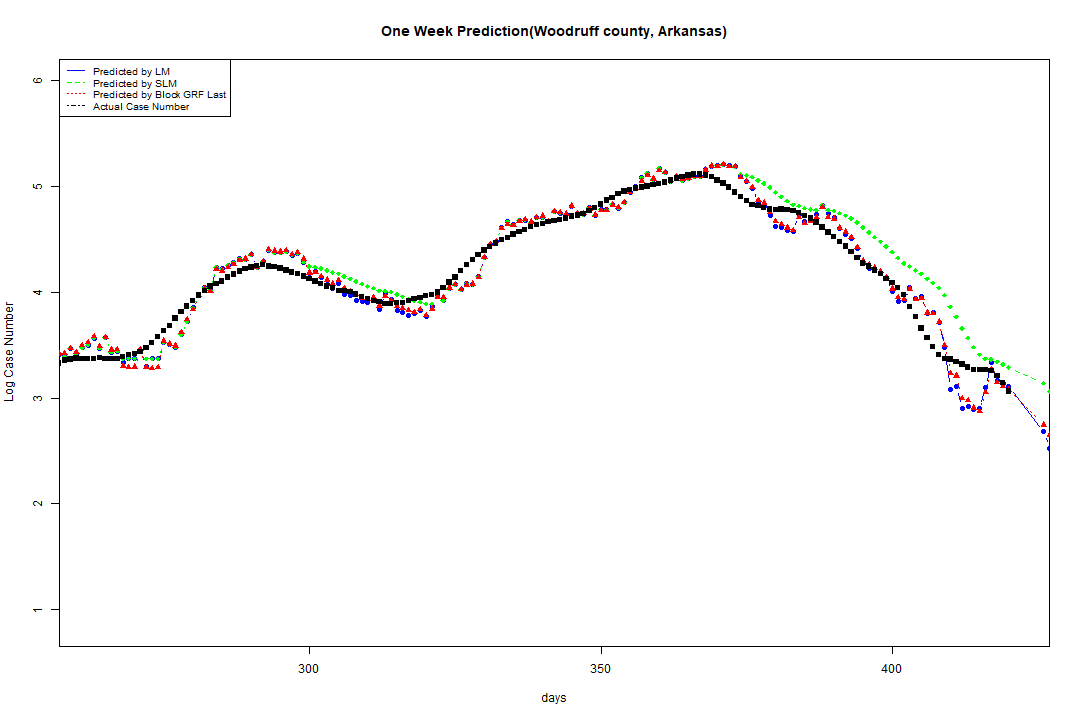 One Week Prediction(Woodruff county, Arkansas)
Predicted by LM
Predicted by SLM
Predicted by Block GRF Last
Actual Case Number
6
5
4
3
2
1
Log Case Number
300 350 400
days